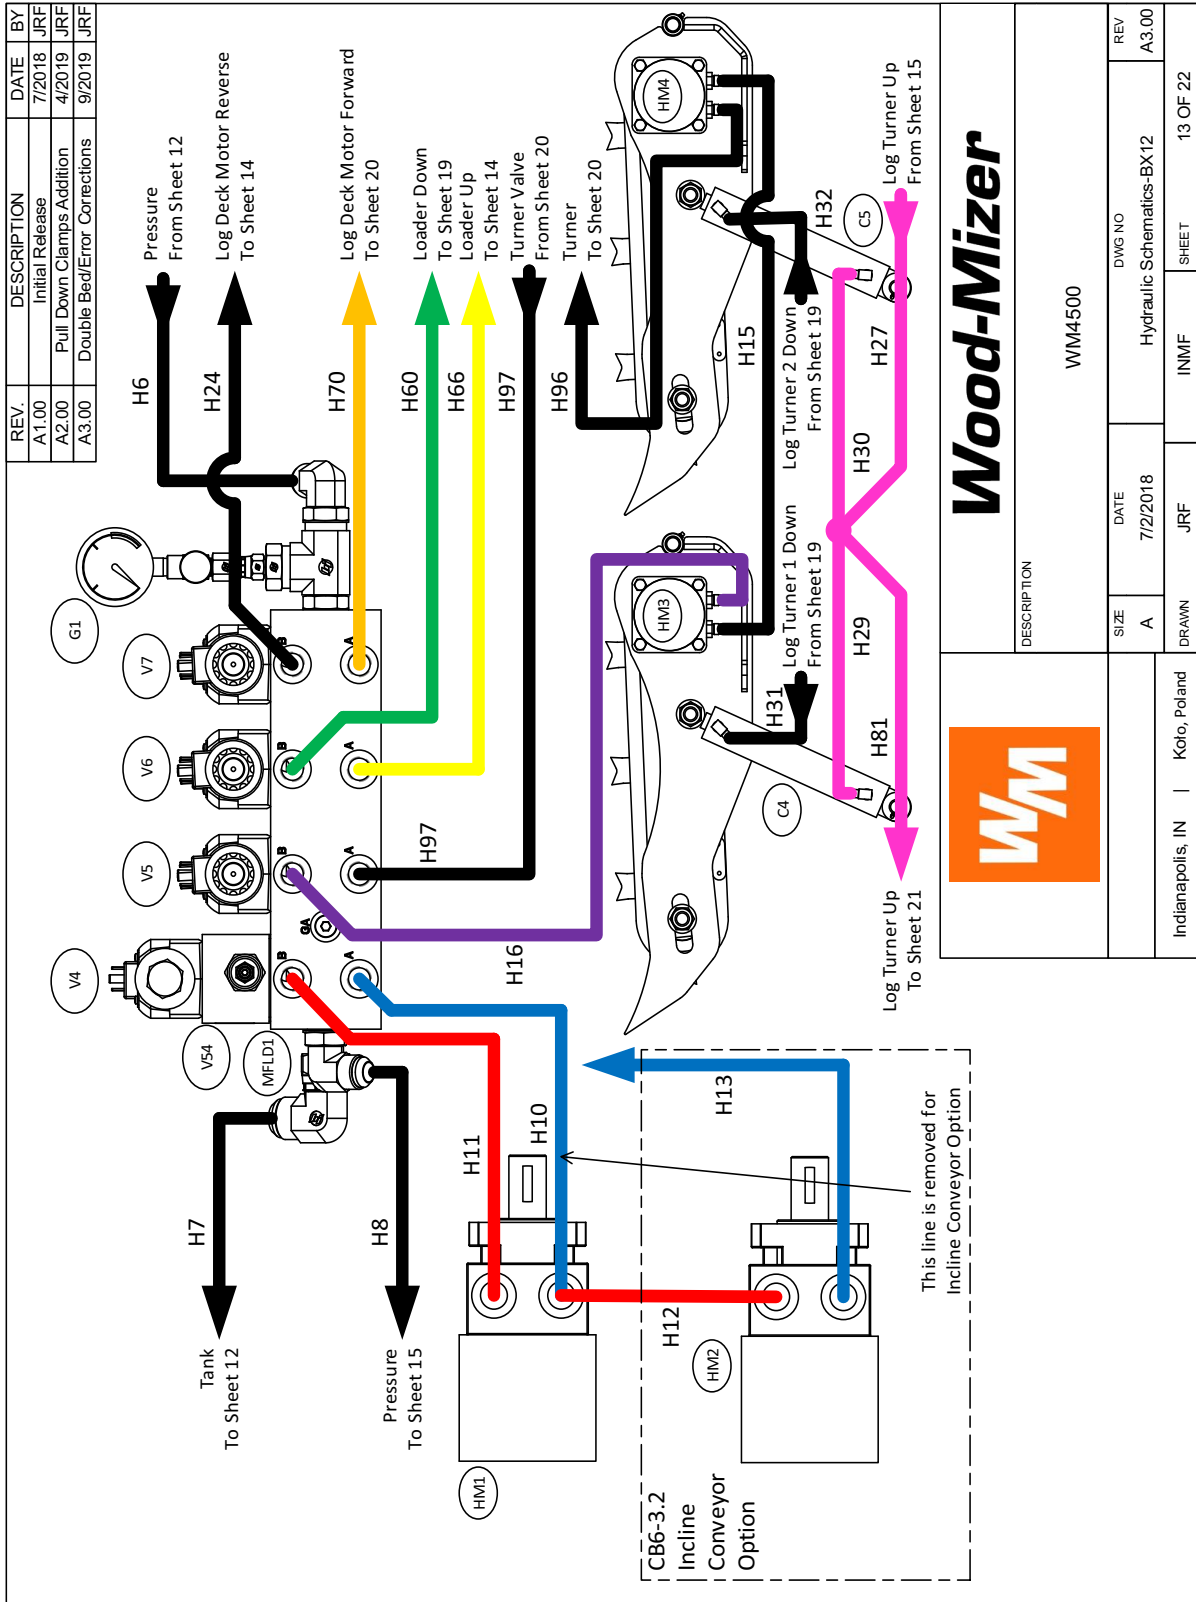 REV. DESCRIPTION DATE BY
A1.00 Initial Release 7/2018 JRF
A2.00 Pull Down Clamps Addition 4/2019 JRF
A3.00 Double Bed/Error Corrections 9/2019 JRF
Tank
To Sheet 12
H7
Pressure
To Sheet 15
H8
V4
V54
MFLD1
V5
V6
V7
G1
B
A
GA
B
A
B
A
B
A
H6
Pressure
From Sheet 12
H24
Log Deck Motor Reverse
To Sheet 14
H70
Log Deck Motor Forward
To Sheet 20
H60
Loader Down
To Sheet 19
H66
Loader Up
To Sheet 14
H97
H97
Turner Valve
From Sheet 20
H96
Turner
To Sheet 20
HM1
H11
H10
H16
HM3
HM4
H15
CB6-3.2
Incline
Conveyor
Option
HM2
H12
H13
This line is removed for
Incline Conveyor Option
C4
H31
Log Turner 1 Down
From Sheet 19
Log Turner 2 Down
From Sheet 19
H32
C5
H29
H30
H81
H27
Log Turner Up
To Sheet 21
Log Turner Up
From Sheet 15
WM
Wood-Mizer
DESCRIPTION
WM4500
SIZE
A
DATE
7/2/2018
DWG NO
Hydraulic Schematics-BX12
REV
A3.00
Indianapolis, IN | Koło, Poland
DRAWN JRF INMF SHEET 13 OF 22